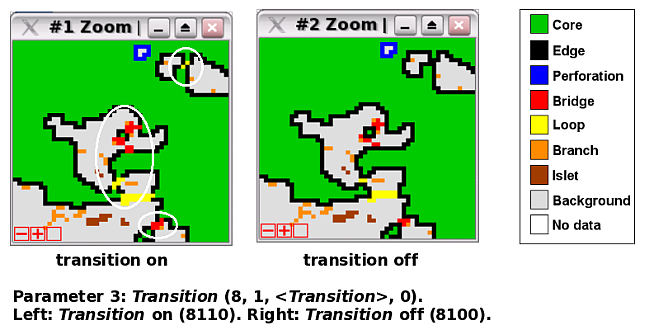 #1 Zoom |
#2 Zoom |
Core
Edge
Perforation
Bridge
Loop
Branch
Islet
Background
No data
transition on
transition off
Parameter 3: Transition (8, 1, <Transition>, 0).
Left: Transition on (8110). Right: Transition off (8100).